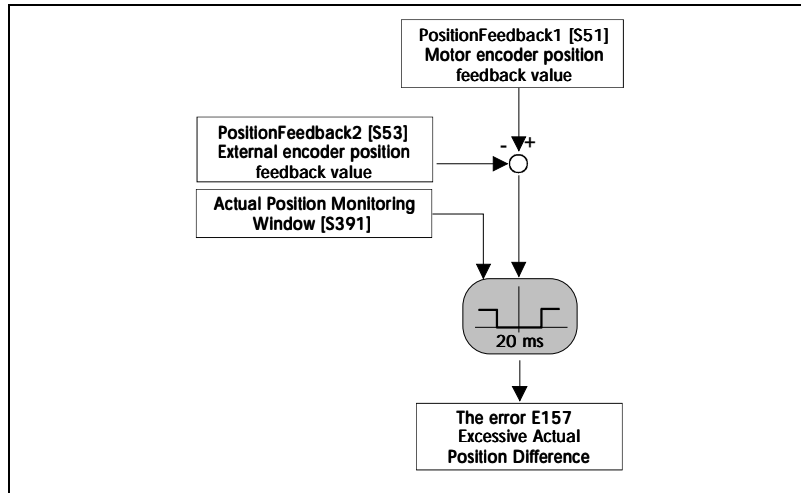 PositionFeedback1 [S51]
Motor encoder position
feedback value
PositionFeedback2 [S53]
External encoder position
feedback value
- +
Actual Position Monitoring
Window [S391]
20 ms
The error E157
Excessive Actual
Position Difference